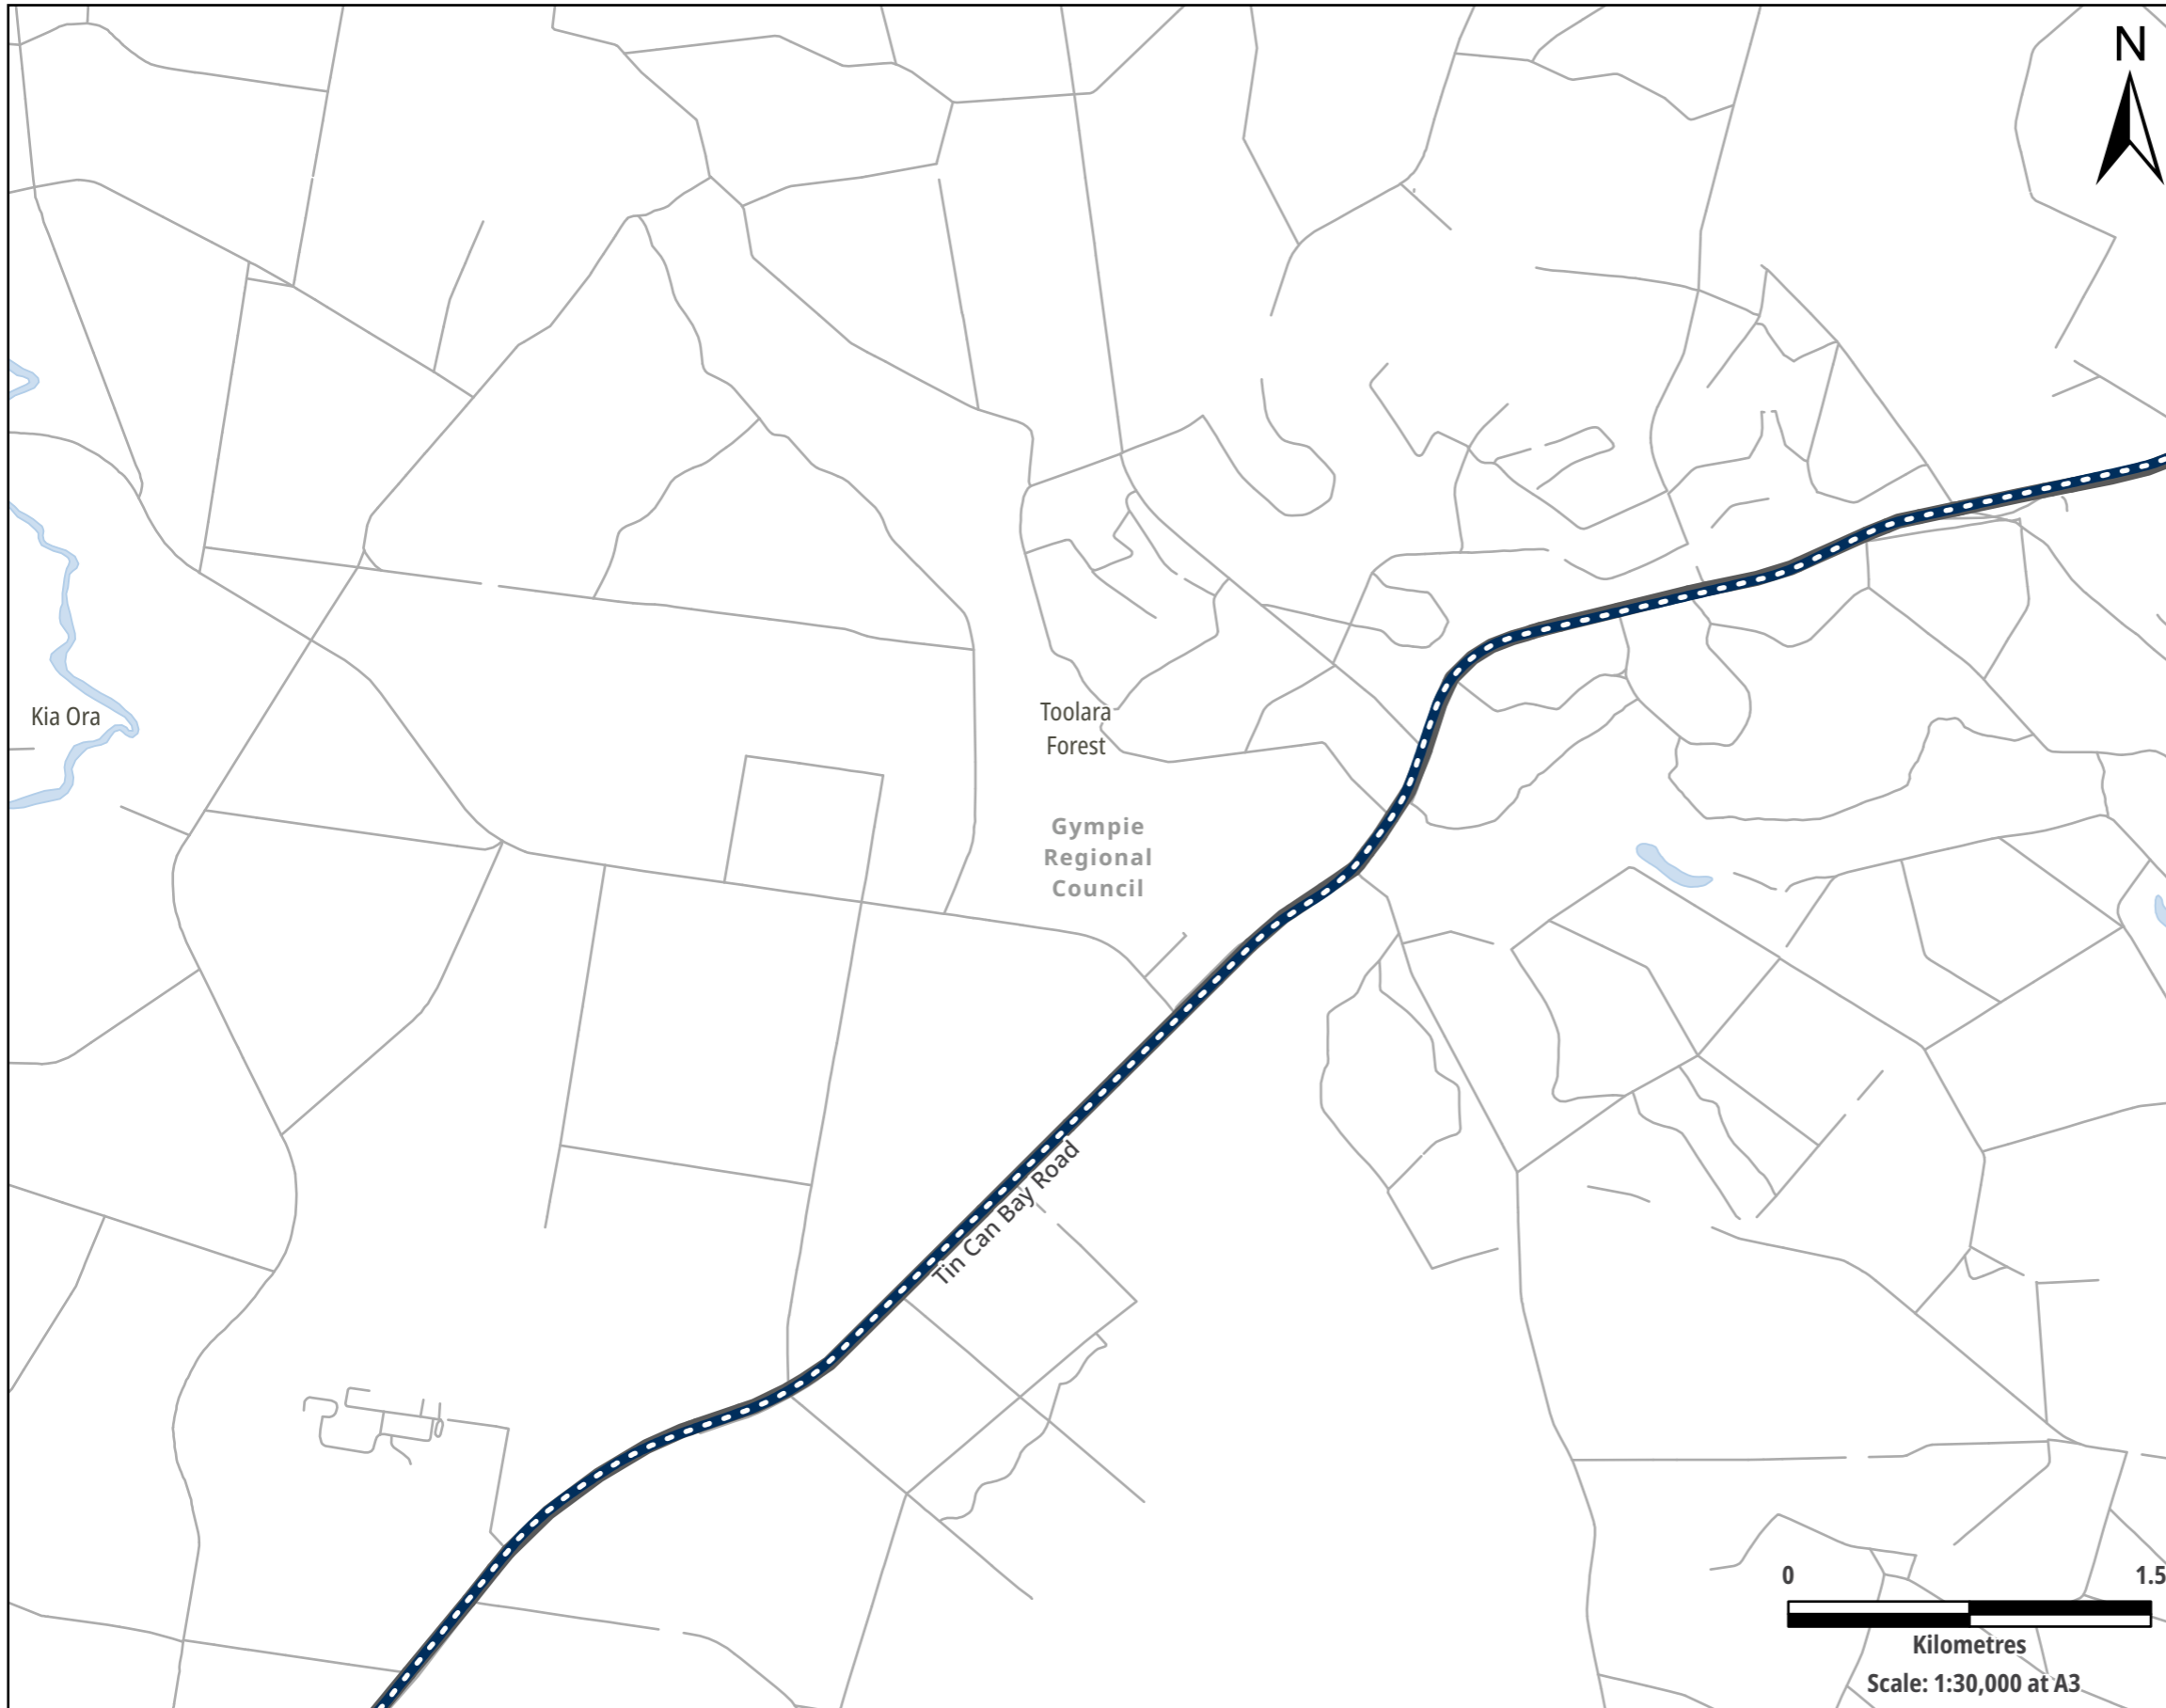 N
Kia Ora
Toolara
Forest
Gympie
Regional
Council
Tin Can Bay Road
0 1.5
Kilometres
Scale: 1:30,000 at A3